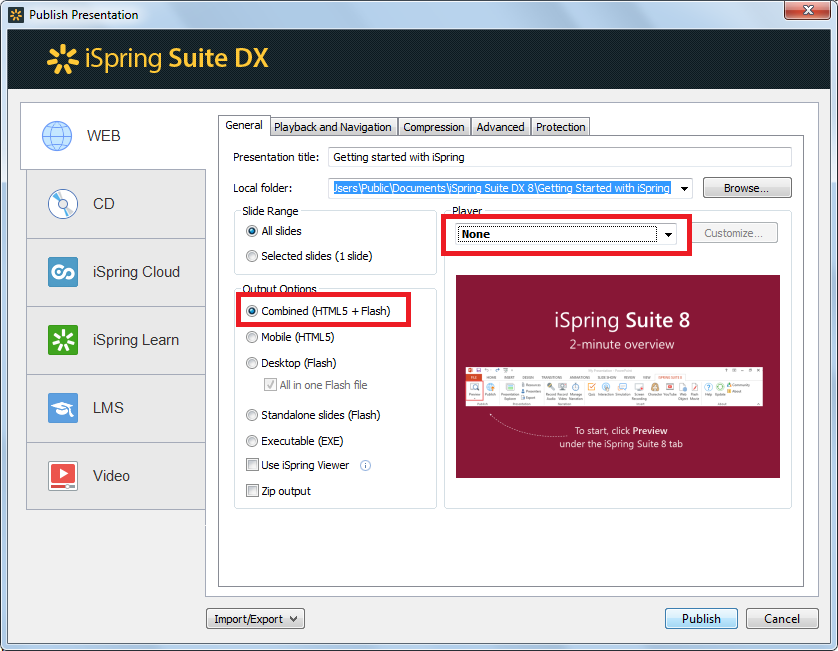 Publish Presentation
iSpring Suite DX
WEB
CD
iSpring Cloud
iSpring Learn
LMS
Video
General Playback and Navigation Compression Advanced Protection
Presentation title: Getting started with iSpring
Local folder: Jsers\Public\Documents\iSpring Suite DX 8\Getting Started with iSpring Browse...
Slide Range
All slides
Selected slides (1 slide)
Output Options
Combined (HTML5 + Flash)
Mobile (HTML5)
Desktop (Flash)
All in one Flash file
Standalone slides (Flash)
Executable (EXE)
Use iSpring Viewer
Zip output
Player
None Customize...
iSpring Suite 8
2-minute overview
To start, click Preview
under the iSpring Suite 8 tab
Import/Export Publish Cancel